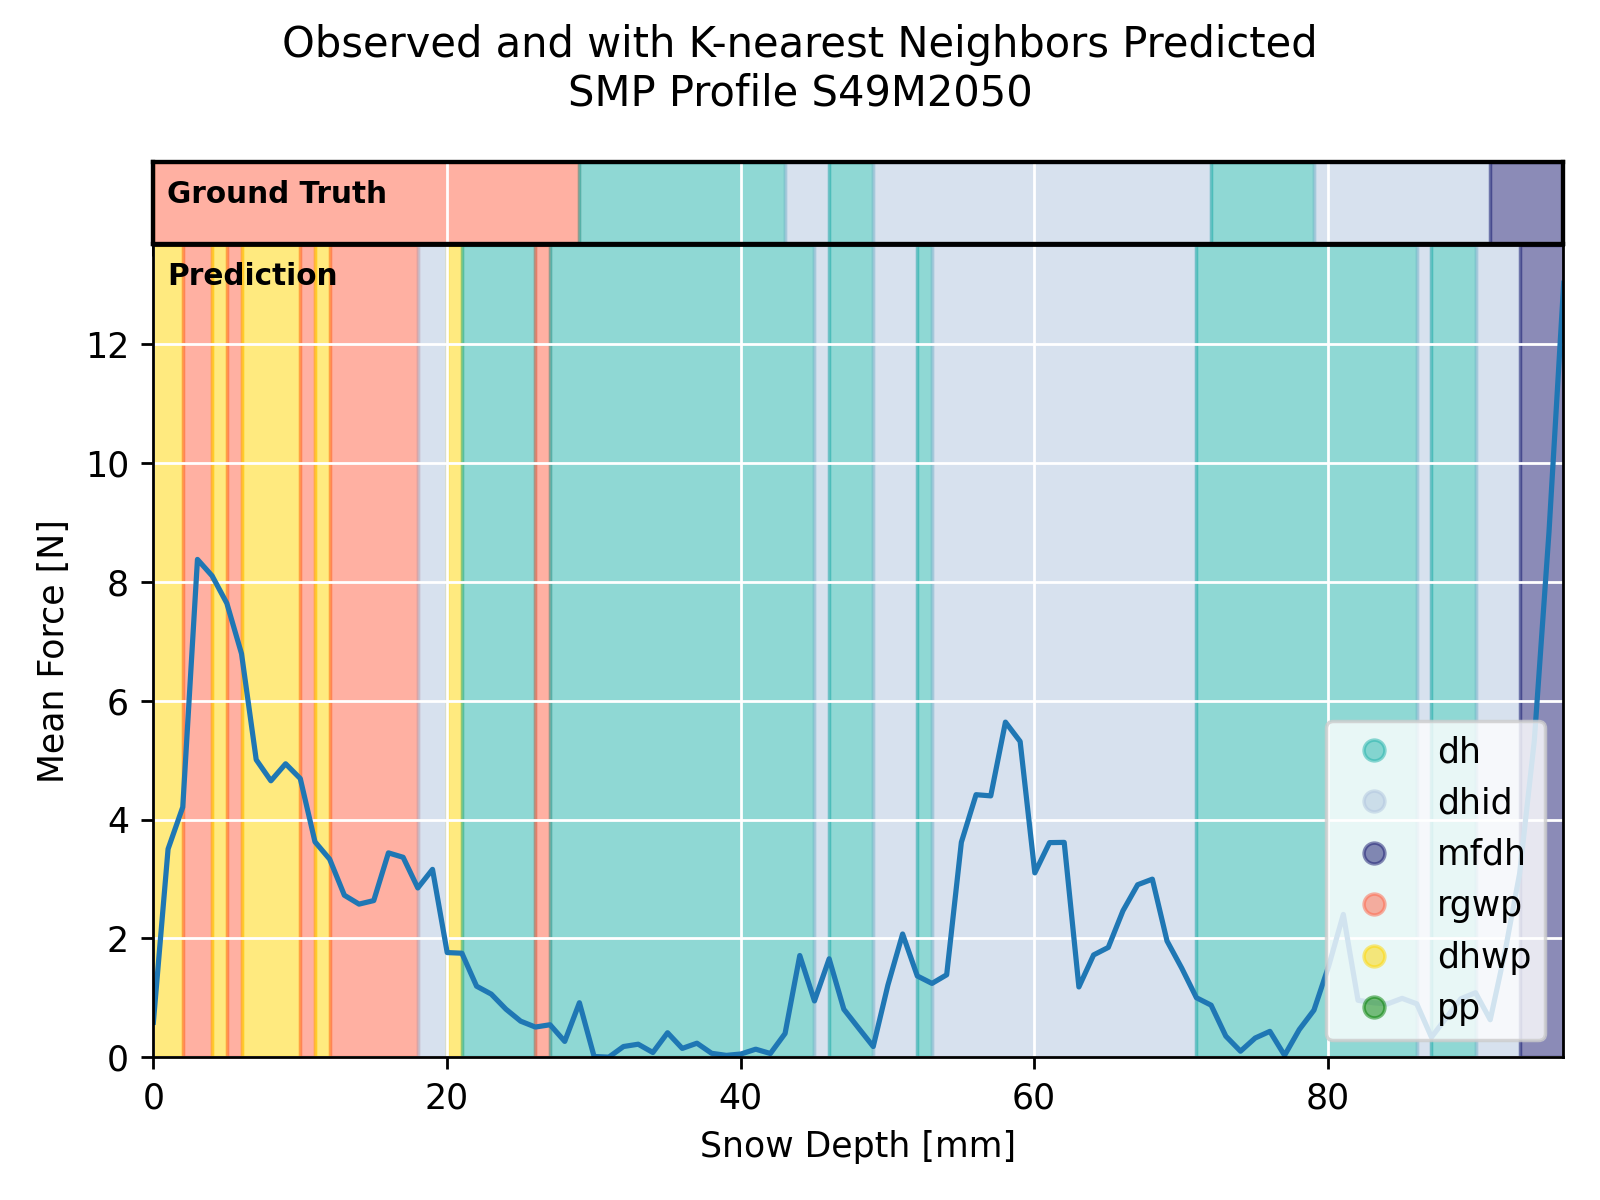 Observed and with K-nearest Neighbors Predicted
SMP Profile S49M2050
Ground Truth
Prediction
12
10
8
6
4
2
0
Mean Force [N]
dh
dhid
mfdh
rgwp
dhwp
pp
0 20 40 60 80
Snow Depth [mm]